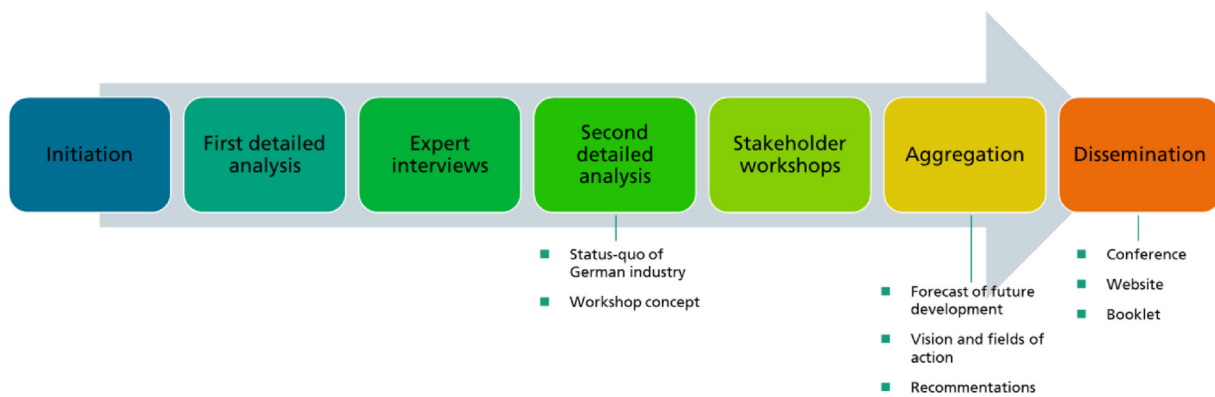 Initiation
First detailed
analysis
Expert
interviews
Second
detailed
analysis
Stakeholder
workshops
Aggregation
Dissemination
Status-quo of
German industry
Workshop concept
Forecast of future
development
Vision and fields of
action
Recommentations
Conference
Website
Booklet